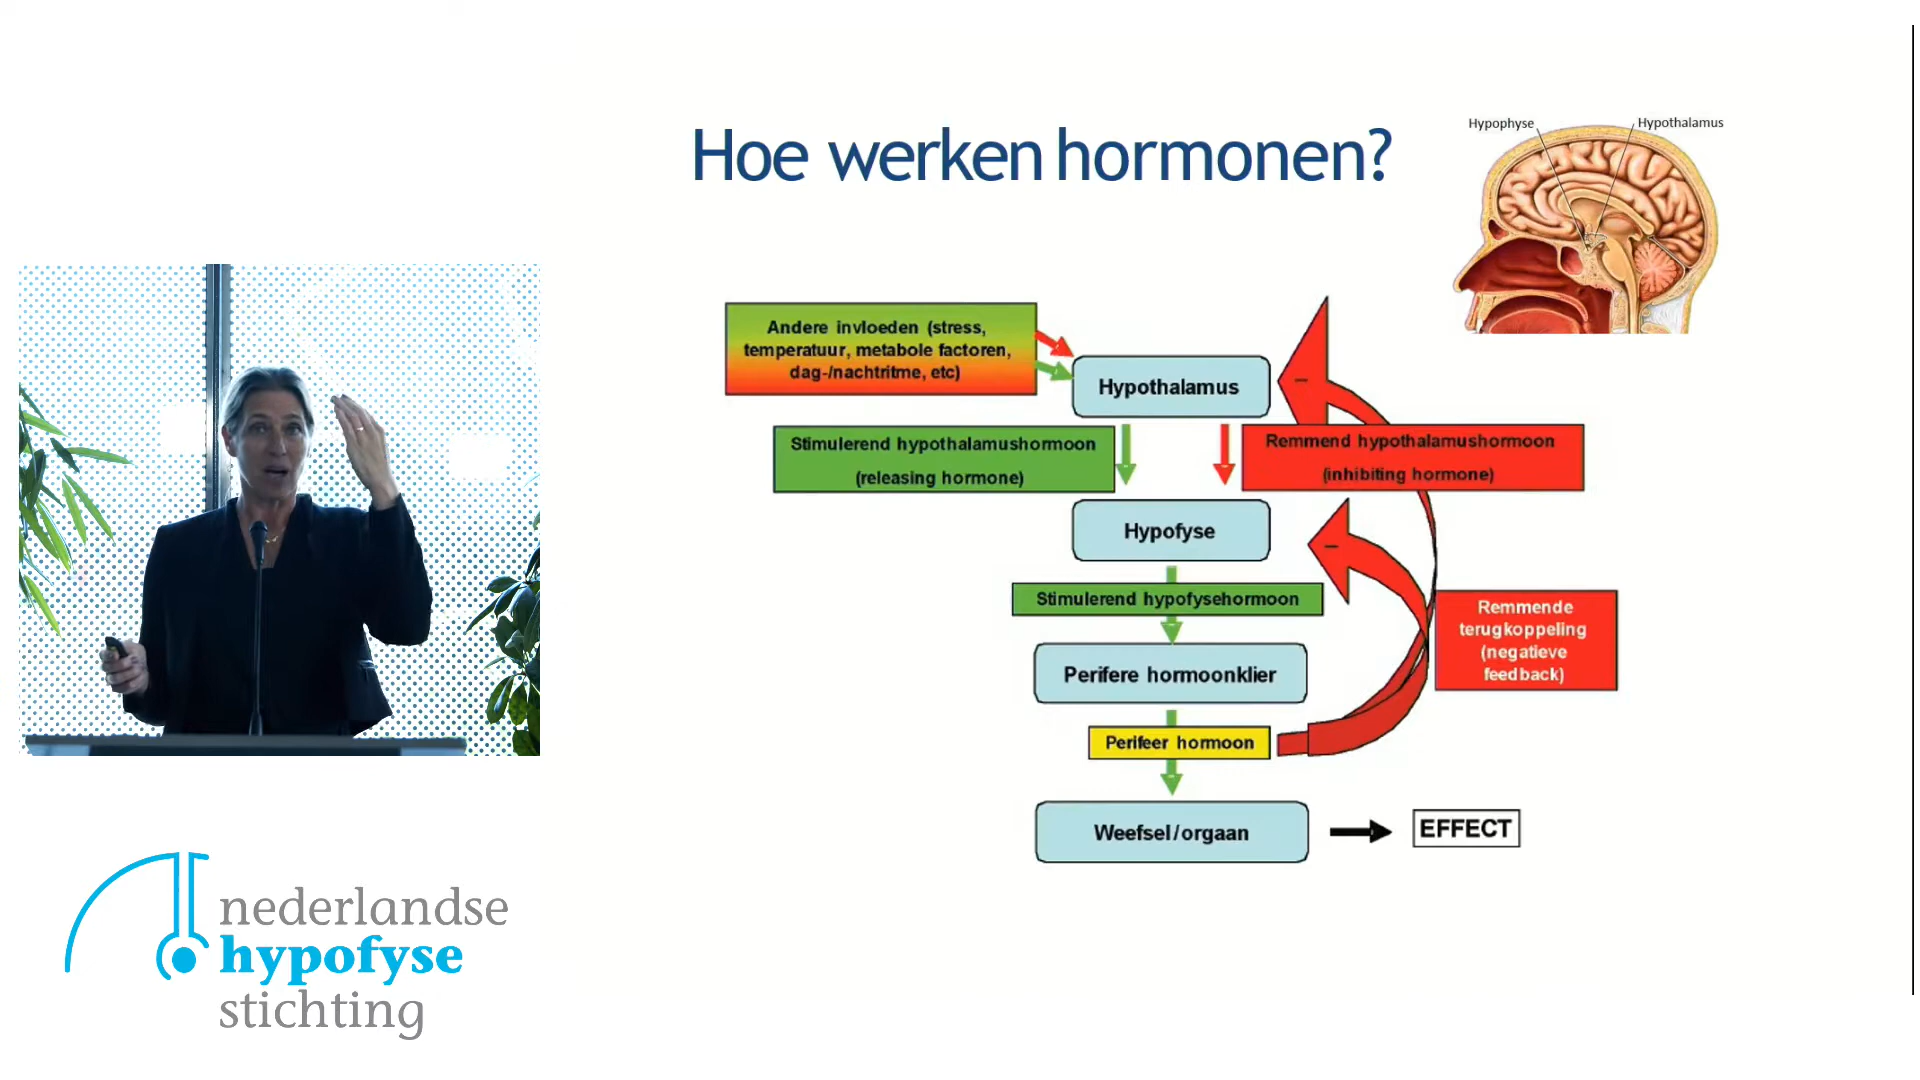 Hoe werken hormonen?
Hypophyse
Hypothalamus
Andere invloeden (stress,
temperatuur, metabole factoren,
dag-/nachtritme, etc)
Hypothalamus
Stimulerend hypothalamushormoon
(releasing hormone)
Remmend hypothalamushormoon
(inhibiting hormone)
Hypofyse
Stimulerend hypofysehormoon
Remmende
terugkoppeling
(negatieve
feedback)
Perifere hormoonklier
Perifeer hormoon
Weefsel/orgaan
EFFECT
nederlandse
hypofyse
stichting